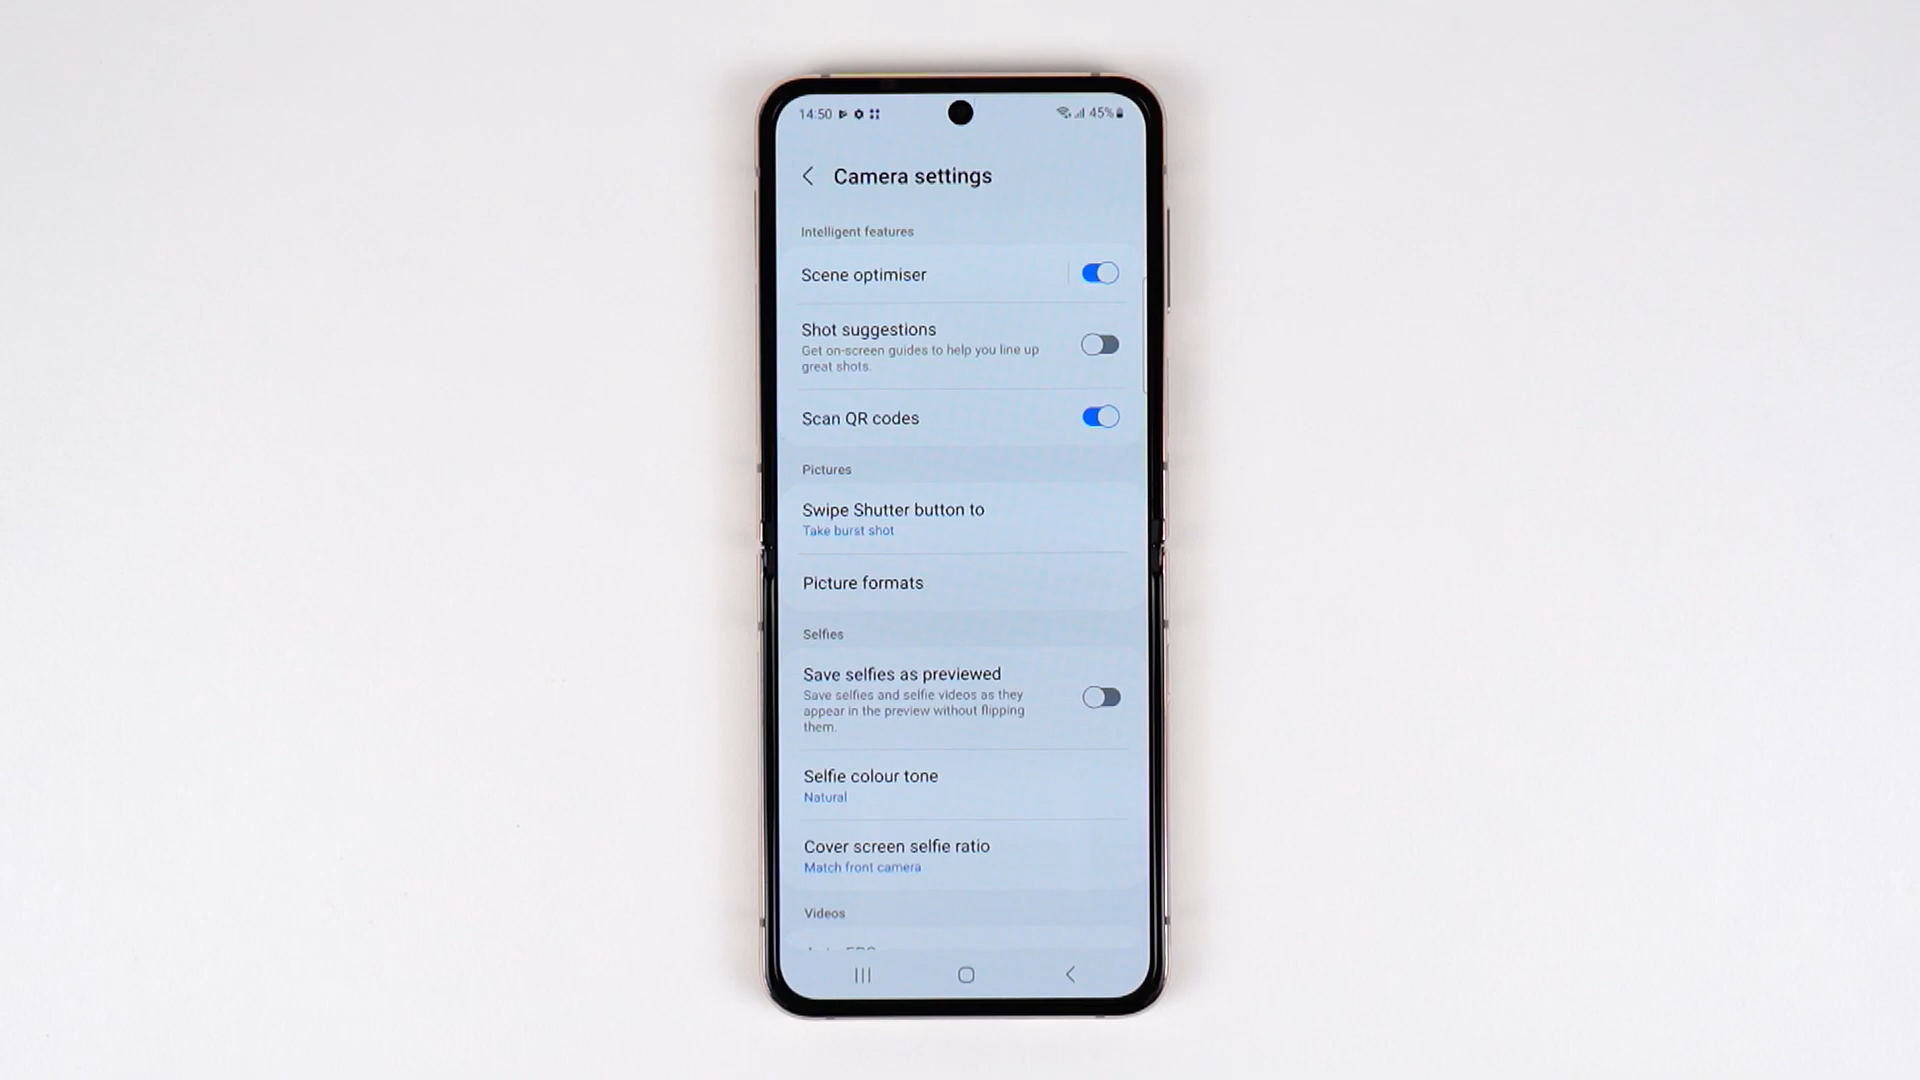 14:50 45%
Camera settings
Intelligent features
Scene optimiser
Shot suggestions
Get on-screen guides to help you line up
great shots.
Scan QR codes
Pictures
Swipe Shutter button to
Take burst shot
Picture formats
Selfies
Save selfies as previewed
Save selfies and selfie videos as they
appear in the preview without flipping
them.
Selfie colour tone
Natural
Cover screen selfie ratio
Match front camera
Videos